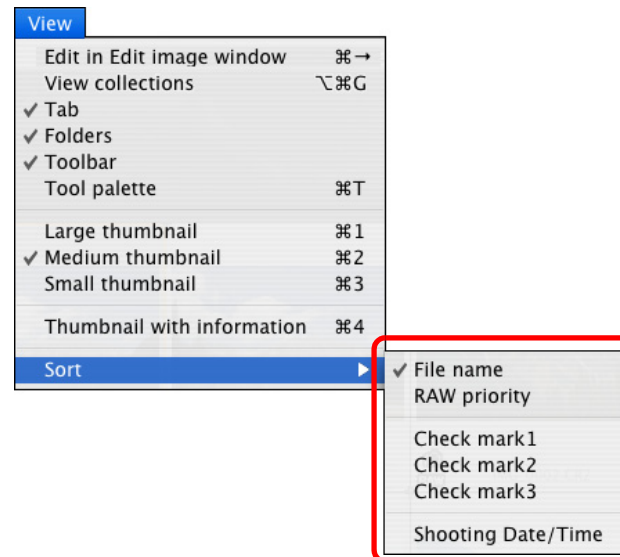 View
Edit in Edit image window ⌘→
View collections ⌥⌘G
✓ Tab
✓ Folders
✓ Toolbar
Tool palette ⌘T
Large thumbnail ⌘1
✓ Medium thumbnail ⌘2
Small thumbnail ⌘3
Thumbnail with information ⌘4
Sort ▶
✓ File name
RAW priority
Check mark1
Check mark2
Check mark3
Shooting Date/Time